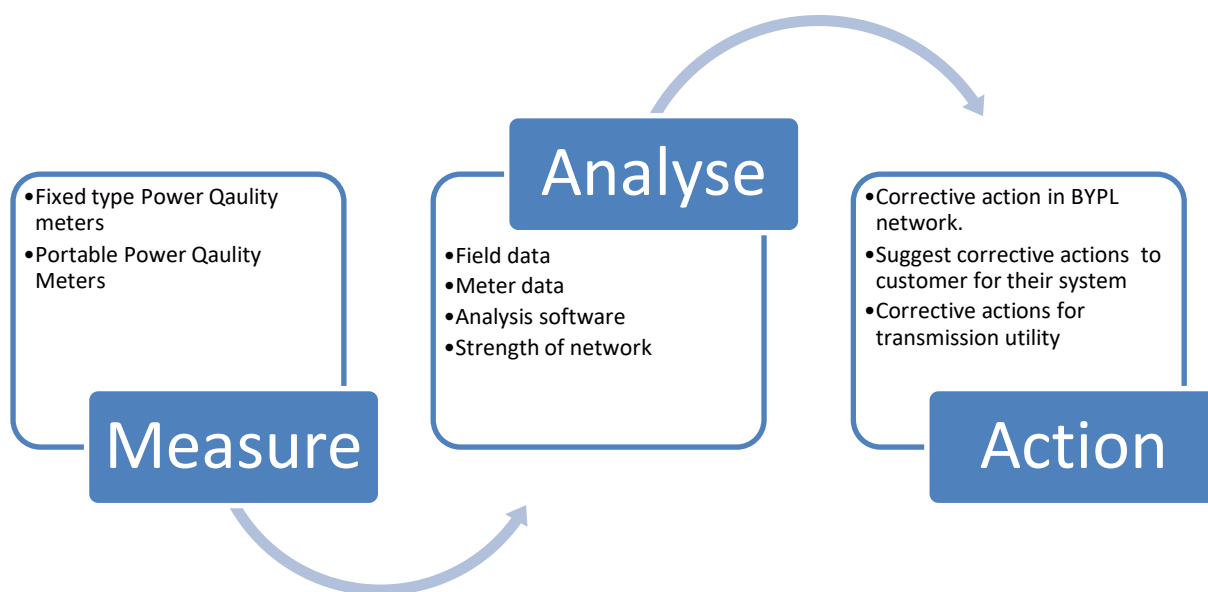 •Fixed type Power Qaulity
meters
•Portable Power Qaulity
Meters
Measure
Analyse
•Field data
•Meter data
•Analysis software
•Strength of network
•Corrective action in BYPL
network.
•Suggest corrective actions  to
customer for their system
•Corrective actions for
transmission utility
Action